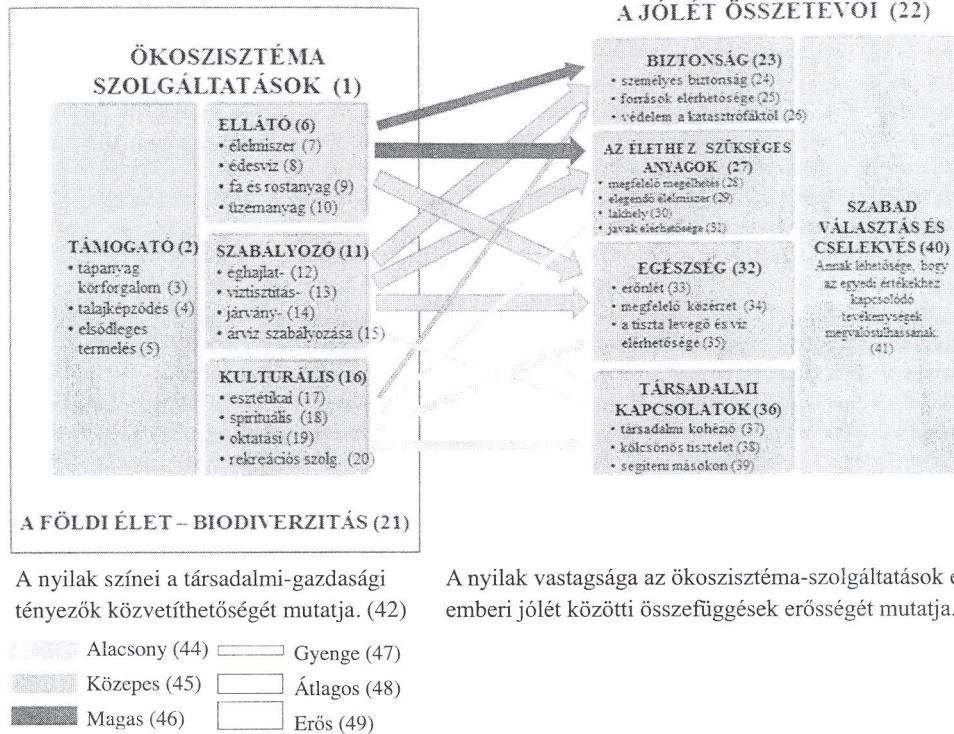 ÖKOSZISZTÉMA
SZOLGÁLTATÁSOK (1)
TÁMOGATÓ (2)
• tápanyag
körforgalom (3)
• talajképződés (4)
• elsődleges
termelés (5)
ELLÁTÓ (6)
• élelmiszer (7)
• édesvíz (8)
• fa és rostanyag (9)
• üzemanyag (10)
SZABÁLYOZÓ (11)
• éghajlat- (12)
• víztisztítás- (13)
• járvány- (14)
• árvíz szabályozása (15)
KULTURÁLIS (16)
• esztétikai (17)
• spirituális (18)
• oktatási (19)
• rekreációs szolg. (20)
A FÖLDI ÉLET – BIODIVERZITÁS (21)
A JÓLÉT ÖSSZETEVŐI (22)
BIZTONSÁG (23)
• személyes biztonság (24)
• források elérhetősége (25)
• védelem a katasztrófáktól (26)
AZ ÉLETHEZ SZÜKSÉGES
ANYAGOK (27)
• megfelelő megélhetés (28)
• elegendő élelmiszer (29)
• lakhely (30)
• javak elérhetősége (31)
EGÉSZSÉG (32)
• erőnlét (33)
• megfelelő közérzet (34)
• a tiszta levegő és víz
elérhetősége (35)
TÁRSADALMI
KAPCSOLATOK (36)
• társadalmi kohézió (37)
• kölcsönös tisztelet (38)
• segíteni másokon (39)
SZABAD
VÁLASZTÁS ÉS
CSELEKVÉS (40)
Annak lehetősége, hogy
az egyedi értékekhez
kapcsolódó
tevékenységek
megvalósulhassanak.
(41)
A nyilak színei a társadalmi-gazdasági
tényezők közvetíthetőségét mutatja. (42)
Alacsony (44)
Közepes (45)
Magas (46)
Gyenge (47)
Átlagos (48)
Erős (49)
A nyilak vastagsága az ökoszisztéma-szolgáltatások
emberi jólét közötti összefüggések erősségét mutatja.